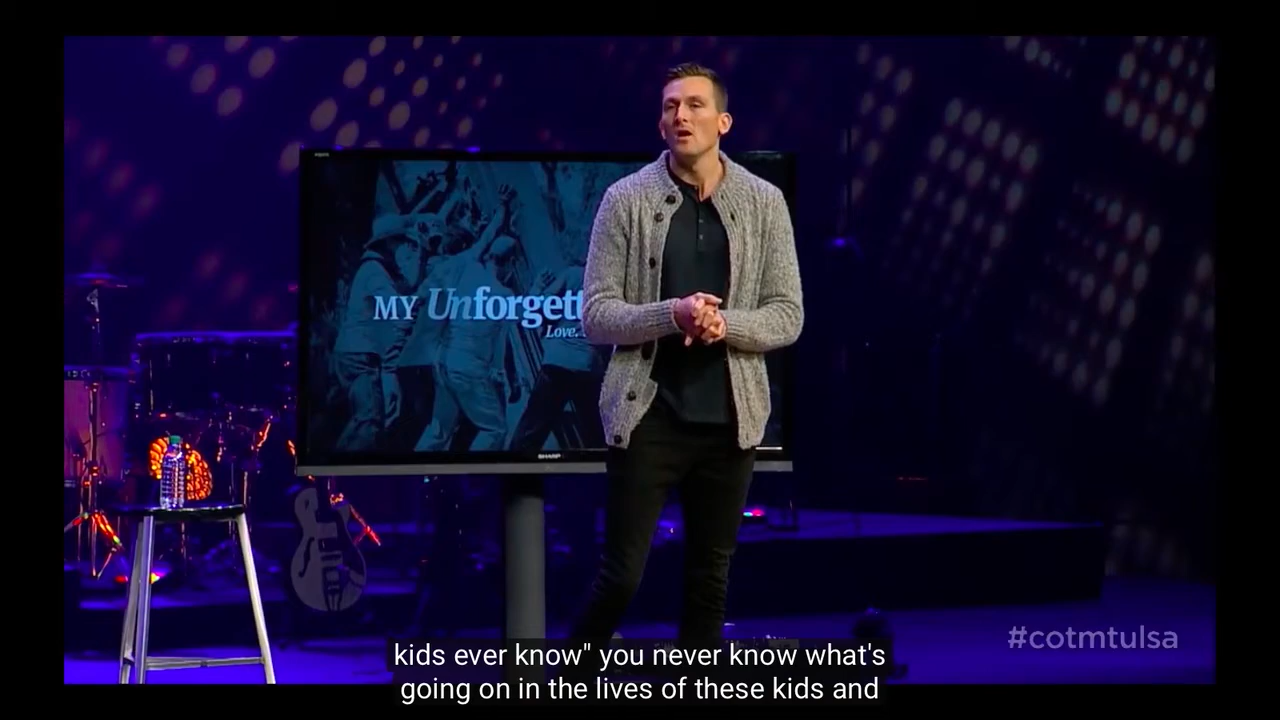 MY Unforgett
Love.
SHARP
#cotmtulsa
kids ever know" you never know what's
going on in the lives of these kids and